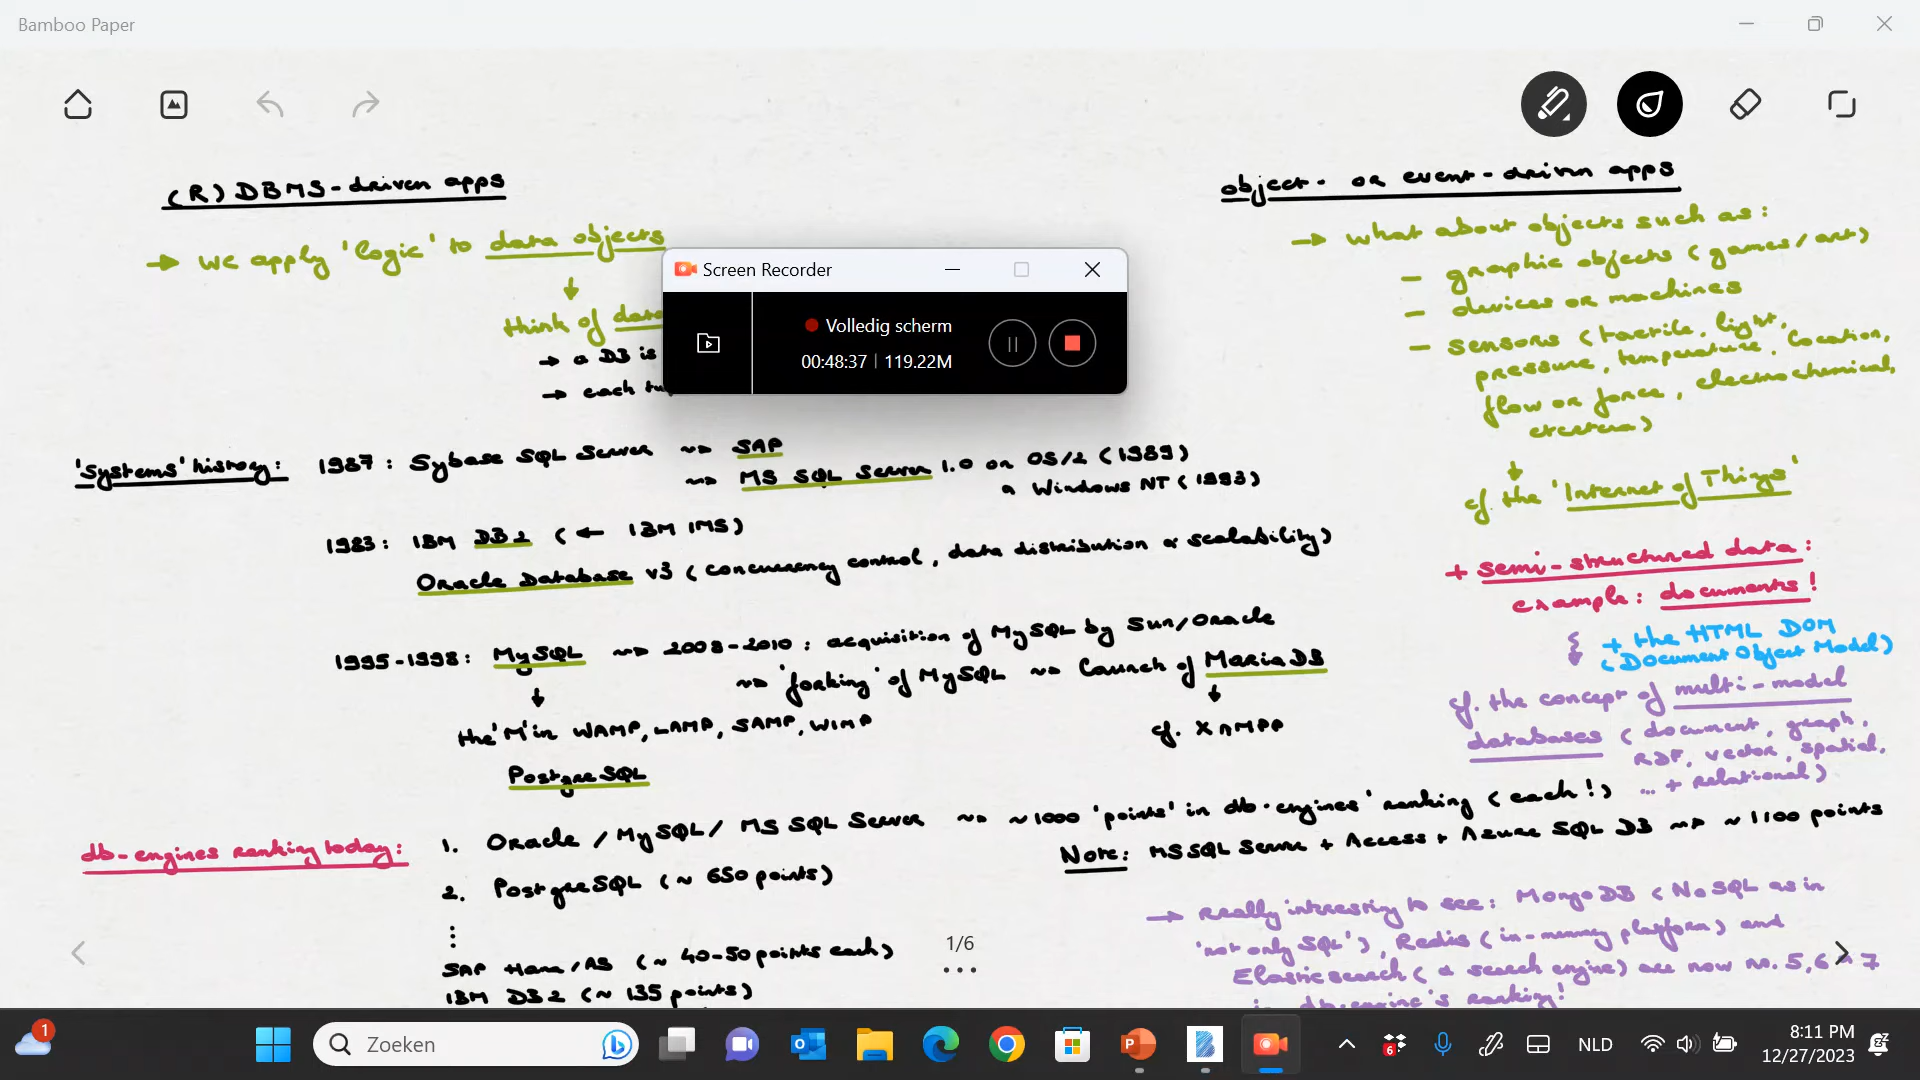 Bamboo Paper
(R) DBMS-driven apps
→ we apply 'logic' to data objects
think of data
→ a DB is
→ each tu
Screen Recorder
Volledig scherm
00:48:37 | 119.22M
object- or event-driven apps
→ what about objects such as:
– graphic objects (games/art)
– devices or machines
– sensors (tactile, light,
pressure, temperature, location,
flow or force, electrochemical,
etcetera)
cf. the 'Internet of Things'
+ semi-structured data:
example: documents!
+ the HTML DOM
(Document Object Model)
cf. the concept of multi-model
databases (document, graph,
RDF, vector, spatial,
... + relational)
'Systems' history: 1987: Sybase SQL Server ~> SAP
~> MS SQL Server 1.0 on OS/2 (1989)
Windows NT (1993)
1983: IBM DB2 (← IBM IMS)
Oracle Database v3 (concurrency control, data distribution & scalability)
1995-1998: MySQL ~> 2008-2010: acquisition of MySQL by Sun/Oracle
~> 'forking' of MySQL ~> Launch of MariaDB
the 'M' in WAMP, LAMP, SAMP, WIMP
cf. XAMPP
PostgreSQL
db-engines ranking today:
1. Oracle / MySQL / MS SQL Server ~> ~1000 'points' in db-engines' ranking (each!)
Note: MS SQL Server + Access + Azure SQL DB ~> ~1100 points
2. PostgreSQL (~ 650 points)
⋮
SAP Hana/AS (~ 40-50 points each)
IBM DB2 (~ 135 points)
→ really interesting to see: MongoDB (NoSQL as in
'not only SQL'), Redis (in-memory platform) and
Elasticsearch (a search engine) are now no. 5, 6 & 7
in db-engine's ranking!
1/6
1
Zoeken
6
NLD
8:11 PM
12/27/2023